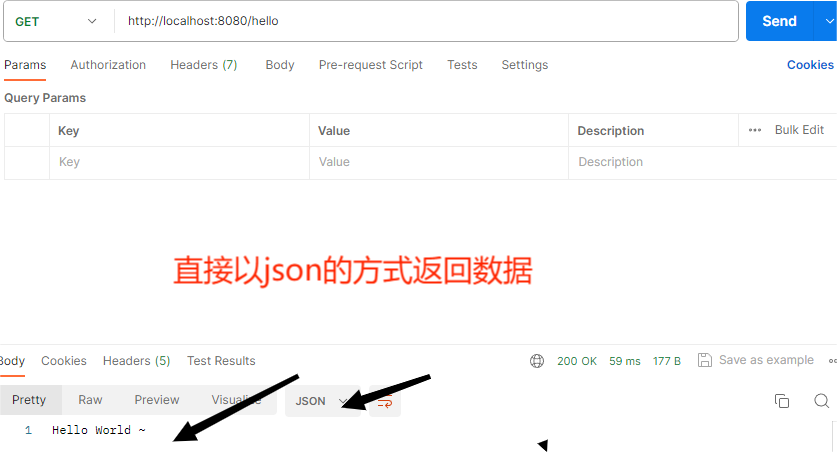 GET http://localhost:8080/hello Send
Params Authorization Headers (7) Body Pre-request Script Tests Settings Cookies
Query Params
Key Value Description Bulk Edit
Key Value Description
直接以json的方式返回数据
Body Cookies Headers (5) Test Results 200 OK 59 ms 177 B Save as example
Pretty Raw Preview Visualize JSON
1 Hello World ~